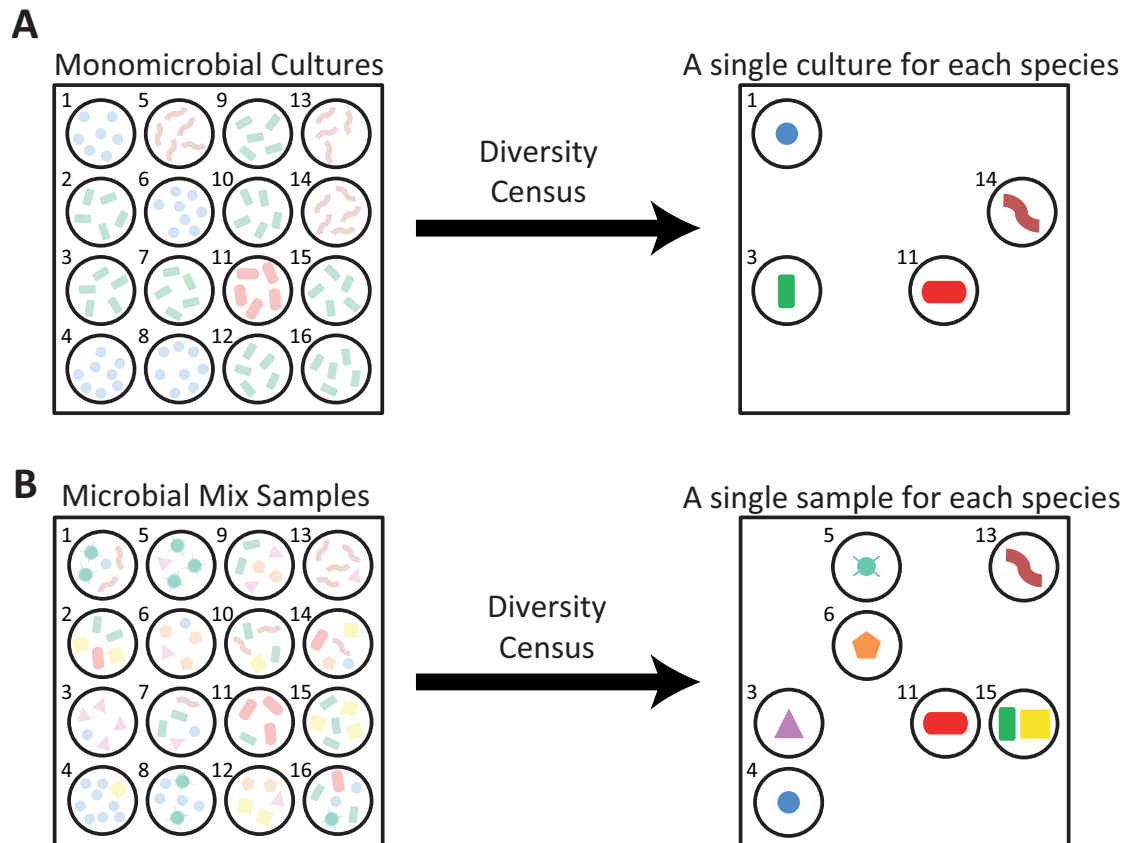 A
Monomicrobial Cultures
A single culture for each species
1 5 9 13
2 6 10 14
3 7 11 15
4 8 12 16
Diversity
Census
1
14
3 11
B
Microbial Mix Samples
A single sample for each species
1 5 9 13
2 6 10 14
3 7 11 15
4 8 12 16
Diversity
Census
5 13
6
3 11 15
4